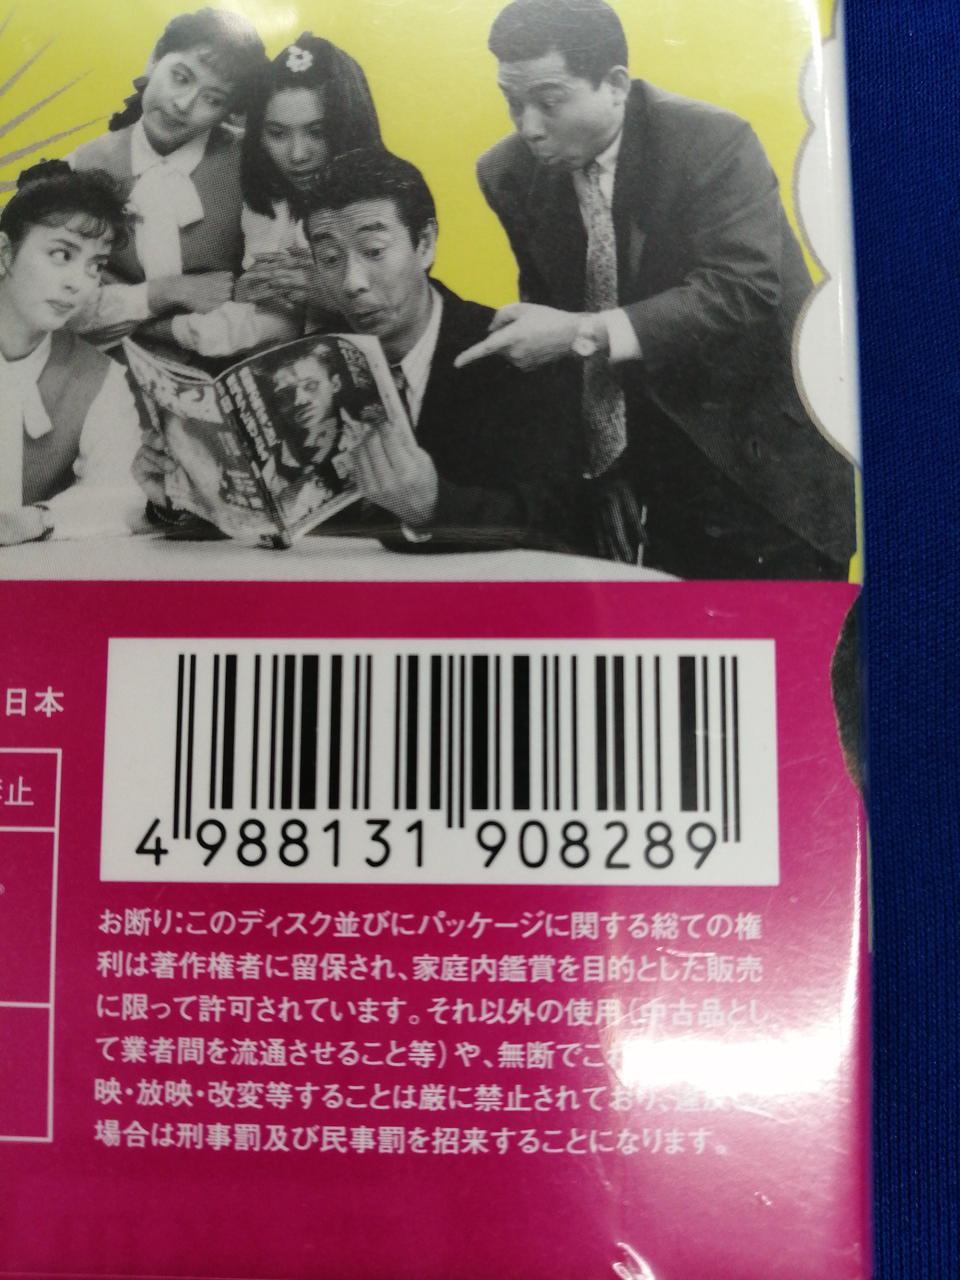 日本
止
4 988131 908289
お断り:このディスク並びにパッケージに関する総ての権
利は著作権者に留保され、家庭内鑑賞を目的とした販売
に限って許可されています。それ以外の使用(中古品とし
て業者間を流通させること等)や、無断でこれ
映・放映・改変等することは厳に禁止されており、違反
場合は刑事罰及び民事罰を招来することになります。